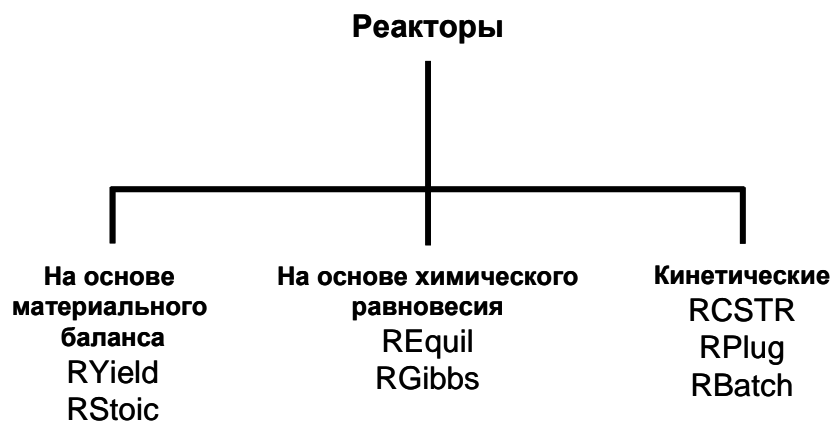 Реакторы
На основе
материального
баланса
RYield
RStoic
На основе химического
равновесия
REquil
RGibbs
Кинетические
RCSTR
RPlug
RBatch